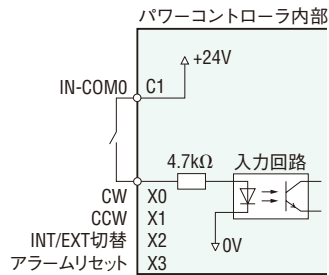 パワーコントローラ内部
+24V
IN-COM0 C1
4.7kΩ 入力回路
CW X0
CCW X1
INT/EXT切替 X2
アラームリセット X3
0V